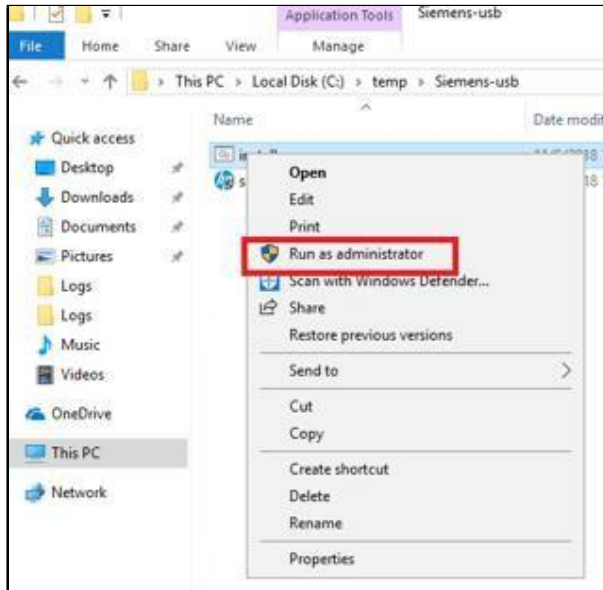 Application Tools
Siemens-usb
File
Home
Share
View
Manage
This PC > Local Disk (C:) > temp > Siemens-usb
Name
Date modif
Quick access
Desktop
Downloads
Documents
Pictures
Logs
Logs
Music
Videos
OneDrive
This PC
Network
s
18
Open
Edit
Print
Run as administrator
Scan with Windows Defender...
Share
Restore previous versions
Send to
Cut
Copy
Create shortcut
Delete
Rename
Properties